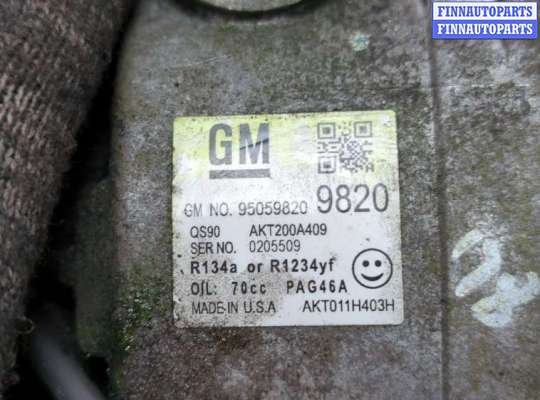 FINNAUTOPARTS
FINNAUTOPARTS
GM
GM NO. 95059820 9820
QS90 AKT200A409
SER NO. 0205509
R134a or R1234yf
OIL: 70cc PAG46A
MADE IN U.S.A AKT011H403H